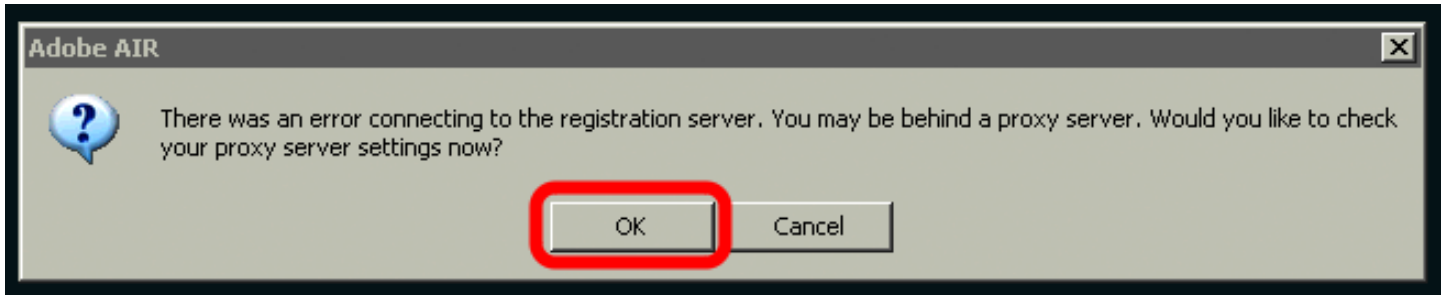 Adobe AIR
There was an error connecting to the registration server. You may be behind a proxy server. Would you like to check
your proxy server settings now?
OK
Cancel